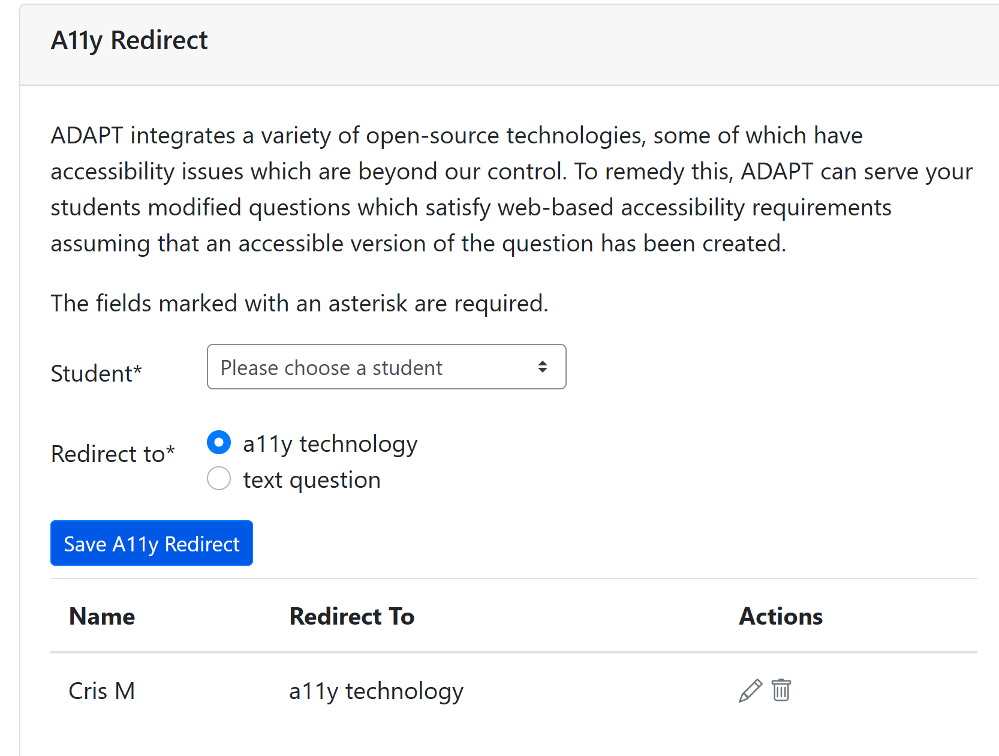 A11y Redirect
ADAPT integrates a variety of open-source technologies, some of which have
accessibility issues which are beyond our control. To remedy this, ADAPT can serve your
students modified questions which satisfy web-based accessibility requirements
assuming that an accessible version of the question has been created.
The fields marked with an asterisk are required.
Student* Please choose a student
Redirect to* a11y technology
text question
Save A11y Redirect
Name Redirect To Actions
Cris M a11y technology